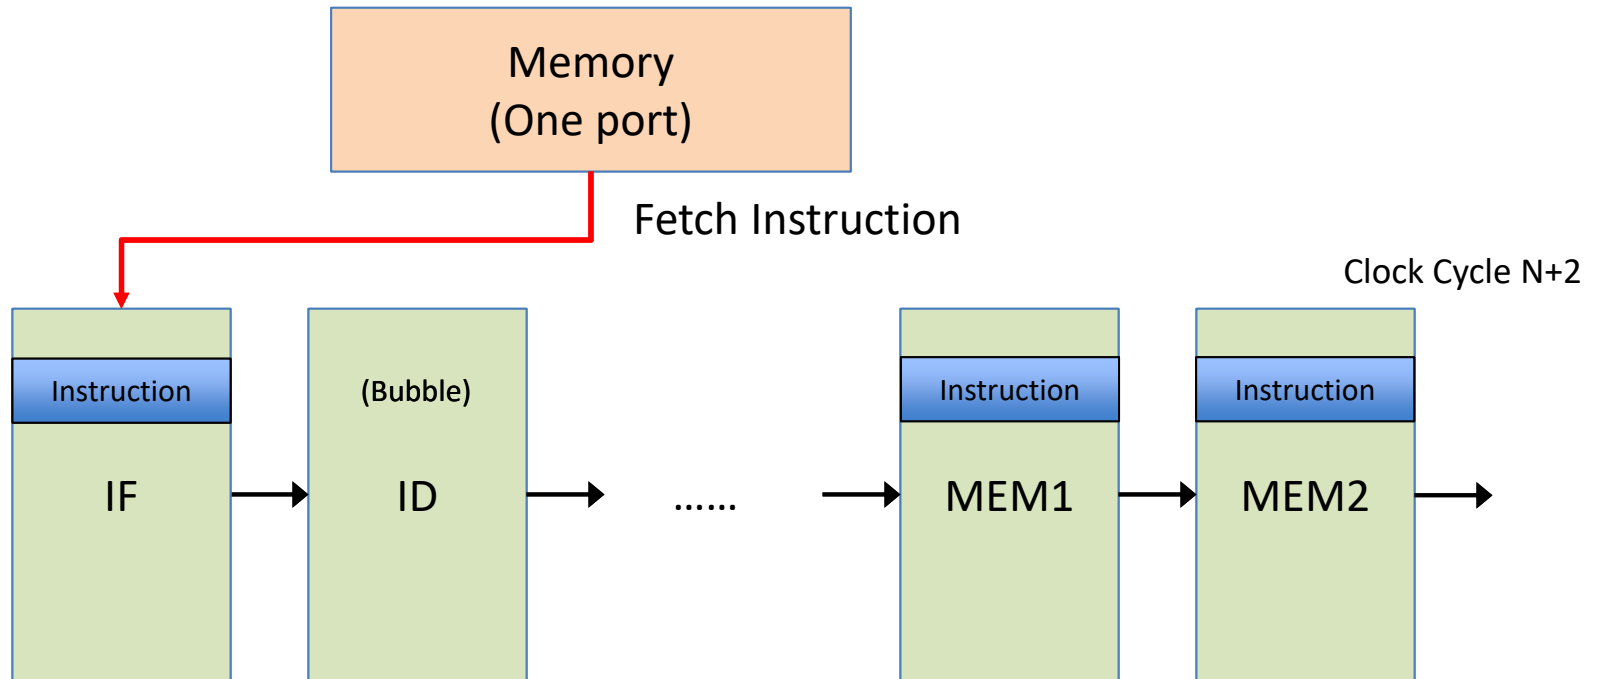 Memory
(One port)
Fetch Instruction
Clock Cycle N+2
Instruction
(Bubble)
Instruction
Instruction
IF
ID
......
MEM1
MEM2